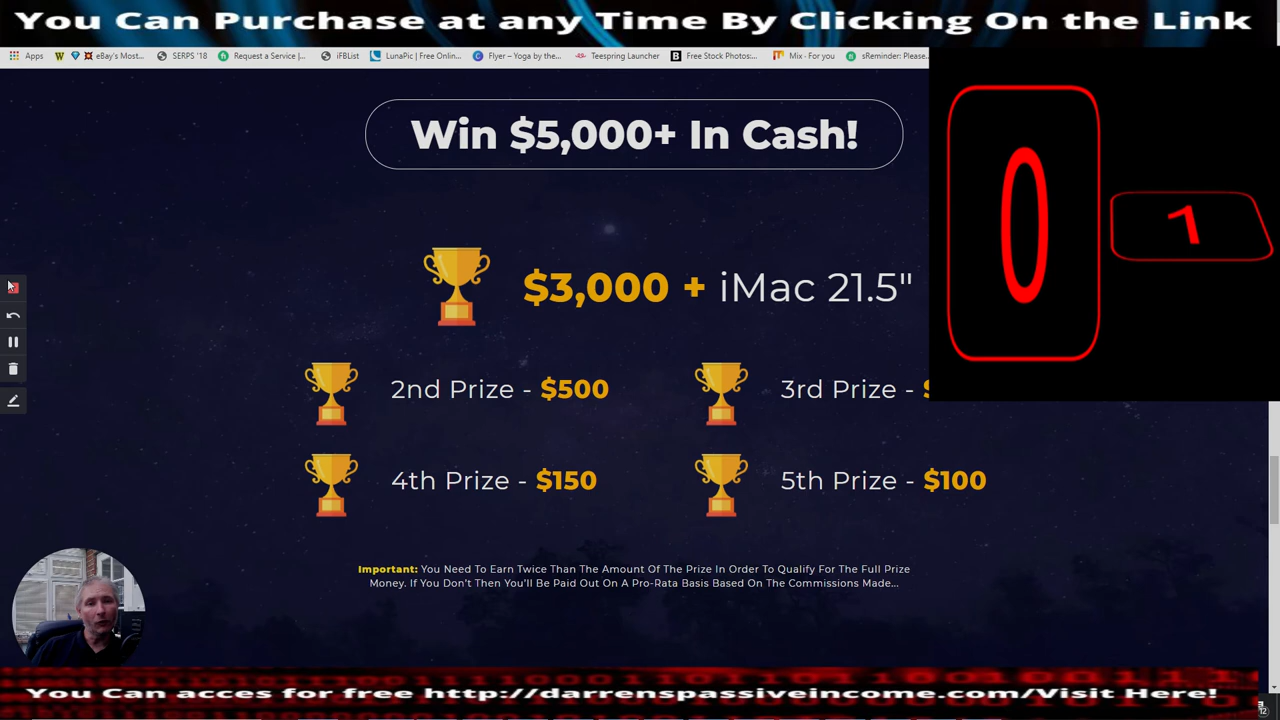 You Can Purchase at any Time By Clicking On the Link
Apps eBay's Most... SERPS '18 Request a Service |... iFBList LunaPic | Free Onlin... Flyer – Yoga by the... Teespring Launcher Free Stock Photos:... Mix - For you sReminder: Please...
Win $5,000+ In Cash!
0
1
$3,000 + iMac 21.5"
2nd Prize - $500
3rd Prize -
4th Prize - $150
5th Prize - $100
Important: You Need To Earn Twice Than The Amount Of The Prize In Order To Qualify For The Full Prize
Money. If You Don't Then You'll Be Paid Out On A Pro-Rata Basis Based On The Commissions Made...
You Can acces for free http://darrenspassiveincome.com/Visit Here!